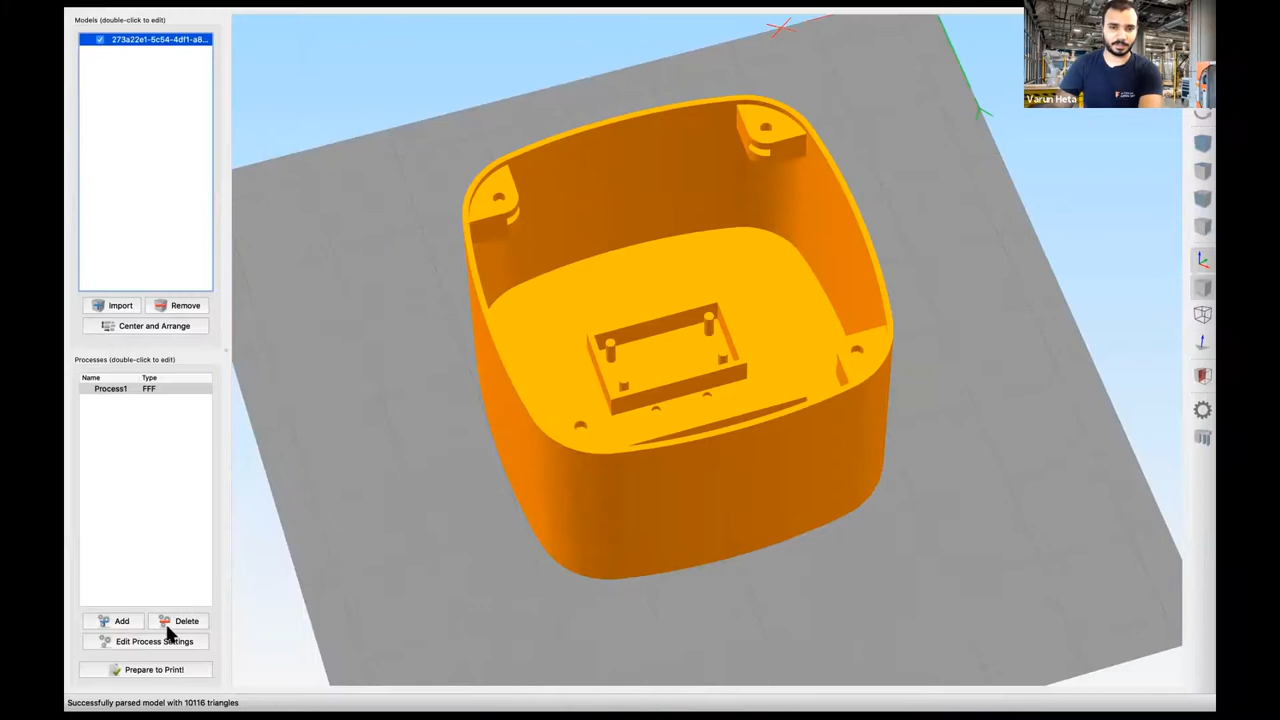 Models (double-click to edit)
273a22e1-5c54-4df1-a8...
Varun Heta
Import
Remove
Center and Arrange
Processes (double-click to edit)
Name Type
Process1 FFF
Add
Delete
Edit Process Settings
Prepare to Print!
Successfully parsed model with 10116 triangles